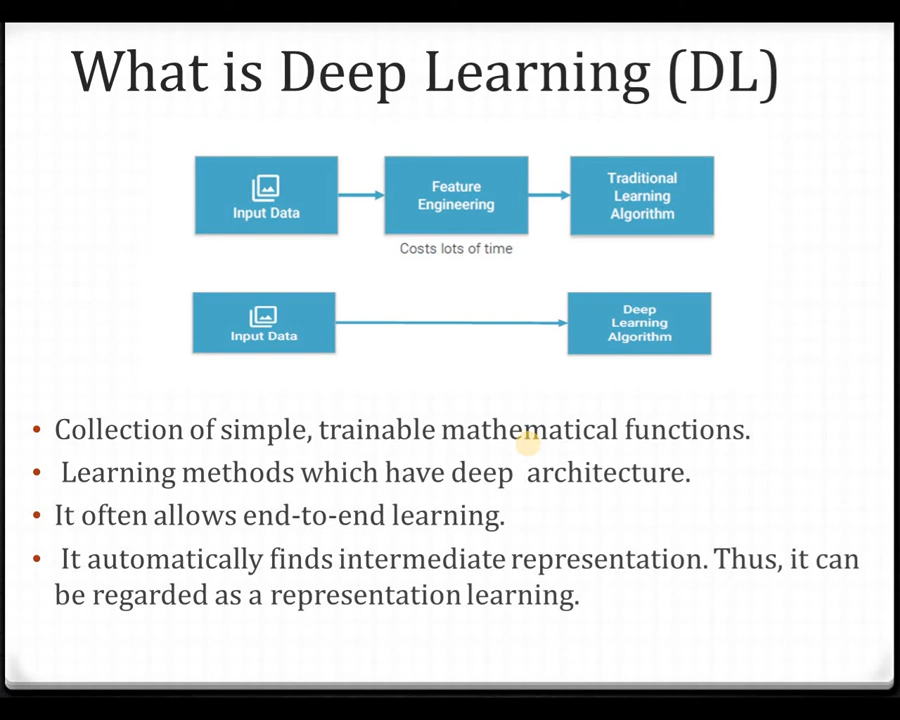 What is Deep Learning (DL)
Input Data
Feature
Engineering
Traditional
Learning
Algorithm
Costs lots of time
Input Data
Deep
Learning
Algorithm
• Collection of simple, trainable mathematical functions.
• Learning methods which have deep architecture.
• It often allows end-to-end learning.
• It automatically finds intermediate representation. Thus, it can
be regarded as a representation learning.